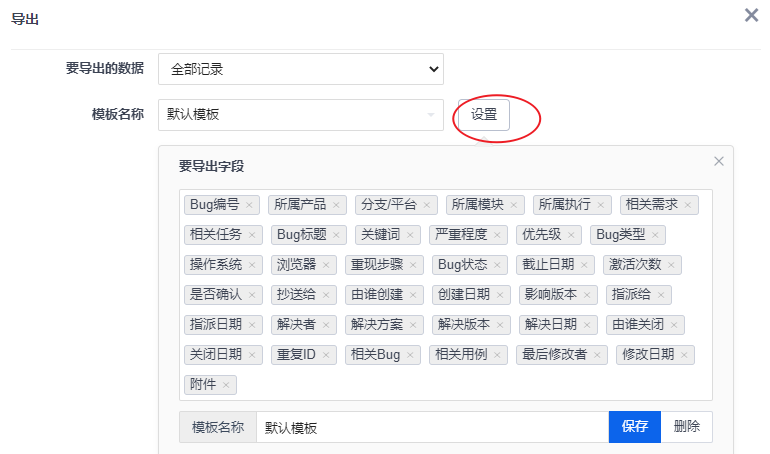 导出
要导出的数据 全部记录
模板名称 默认模板 设置
要导出字段
Bug编号 所属产品 分支/平台 所属模块 所属执行 相关需求
相关任务 Bug标题 关键词 严重程度 优先级 Bug类型
操作系统 浏览器 重现步骤 Bug状态 截止日期 激活次数
是否确认 抄送给 由谁创建 创建日期 影响版本 指派给
指派日期 解决者 解决方案 解决版本 解决日期 由谁关闭
关闭日期 重复ID 相关Bug 相关用例 最后修改者 修改日期
附件
模板名称 默认模板 保存 删除